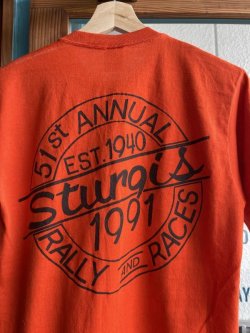 51st ANNUAL
EST. 1940
Sturgis
1991
RALLY AND RACES